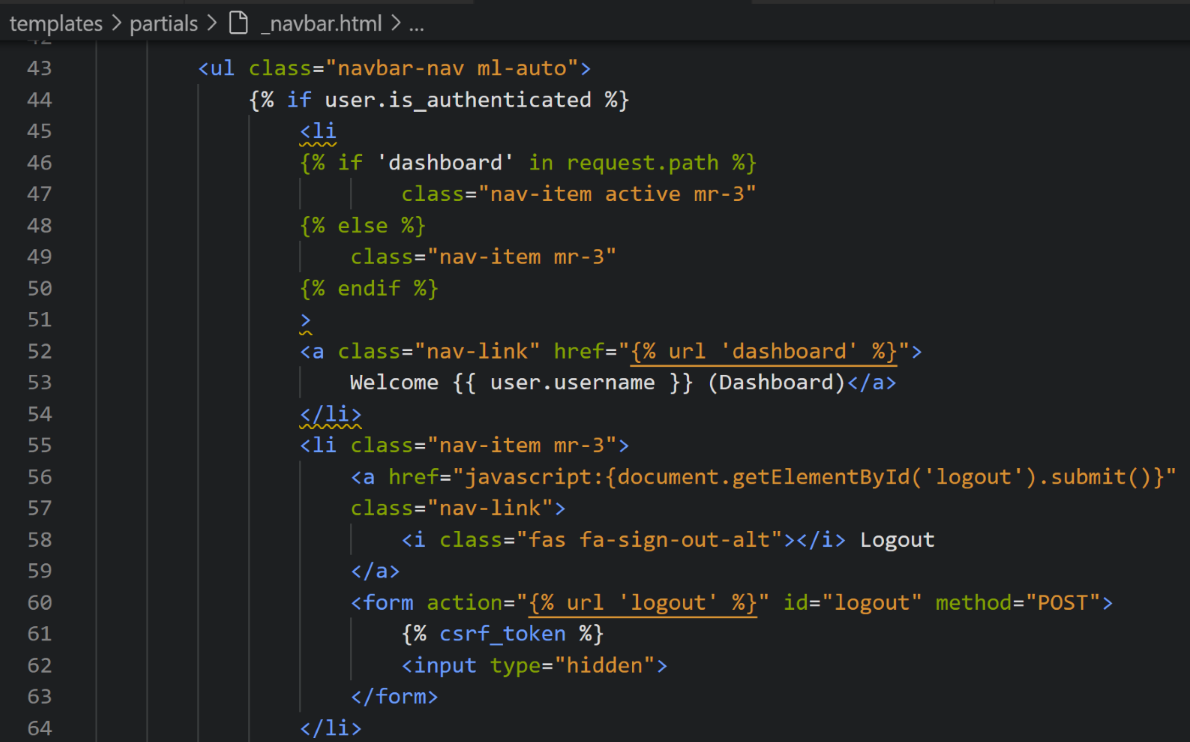 templates > partials > _navbar.html > ...
42
43 <ul class="navbar-nav ml-auto">
44 {% if user.is_authenticated %}
45 <li
46 {% if 'dashboard' in request.path %}
47 class="nav-item active mr-3"
48 {% else %}
49 class="nav-item mr-3"
50 {% endif %}
51 >
52 <a class="nav-link" href="{% url 'dashboard' %}">
53 Welcome {{ user.username }} (Dashboard)</a>
54 </li>
55 <li class="nav-item mr-3">
56 <a href="javascript:{document.getElementById('logout').submit()}"
57 class="nav-link">
58 <i class="fas fa-sign-out-alt"></i> Logout
59 </a>
60 <form action="{% url 'logout' %}" id="logout" method="POST">
61 {% csrf_token %}
62 <input type="hidden">
63 </form>
64 </li>